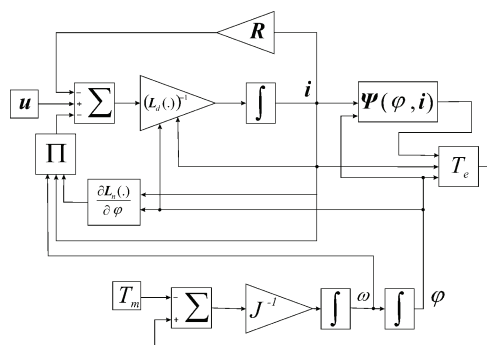 R
−
+
−
u
Σ
(L_d(.))^{-1}
∫
i
Ψ(φ,i)
Π
T_e
∂L_n(.)
∂φ
T_m
−
+
Σ
J^{-1}
∫
ω
∫
φ